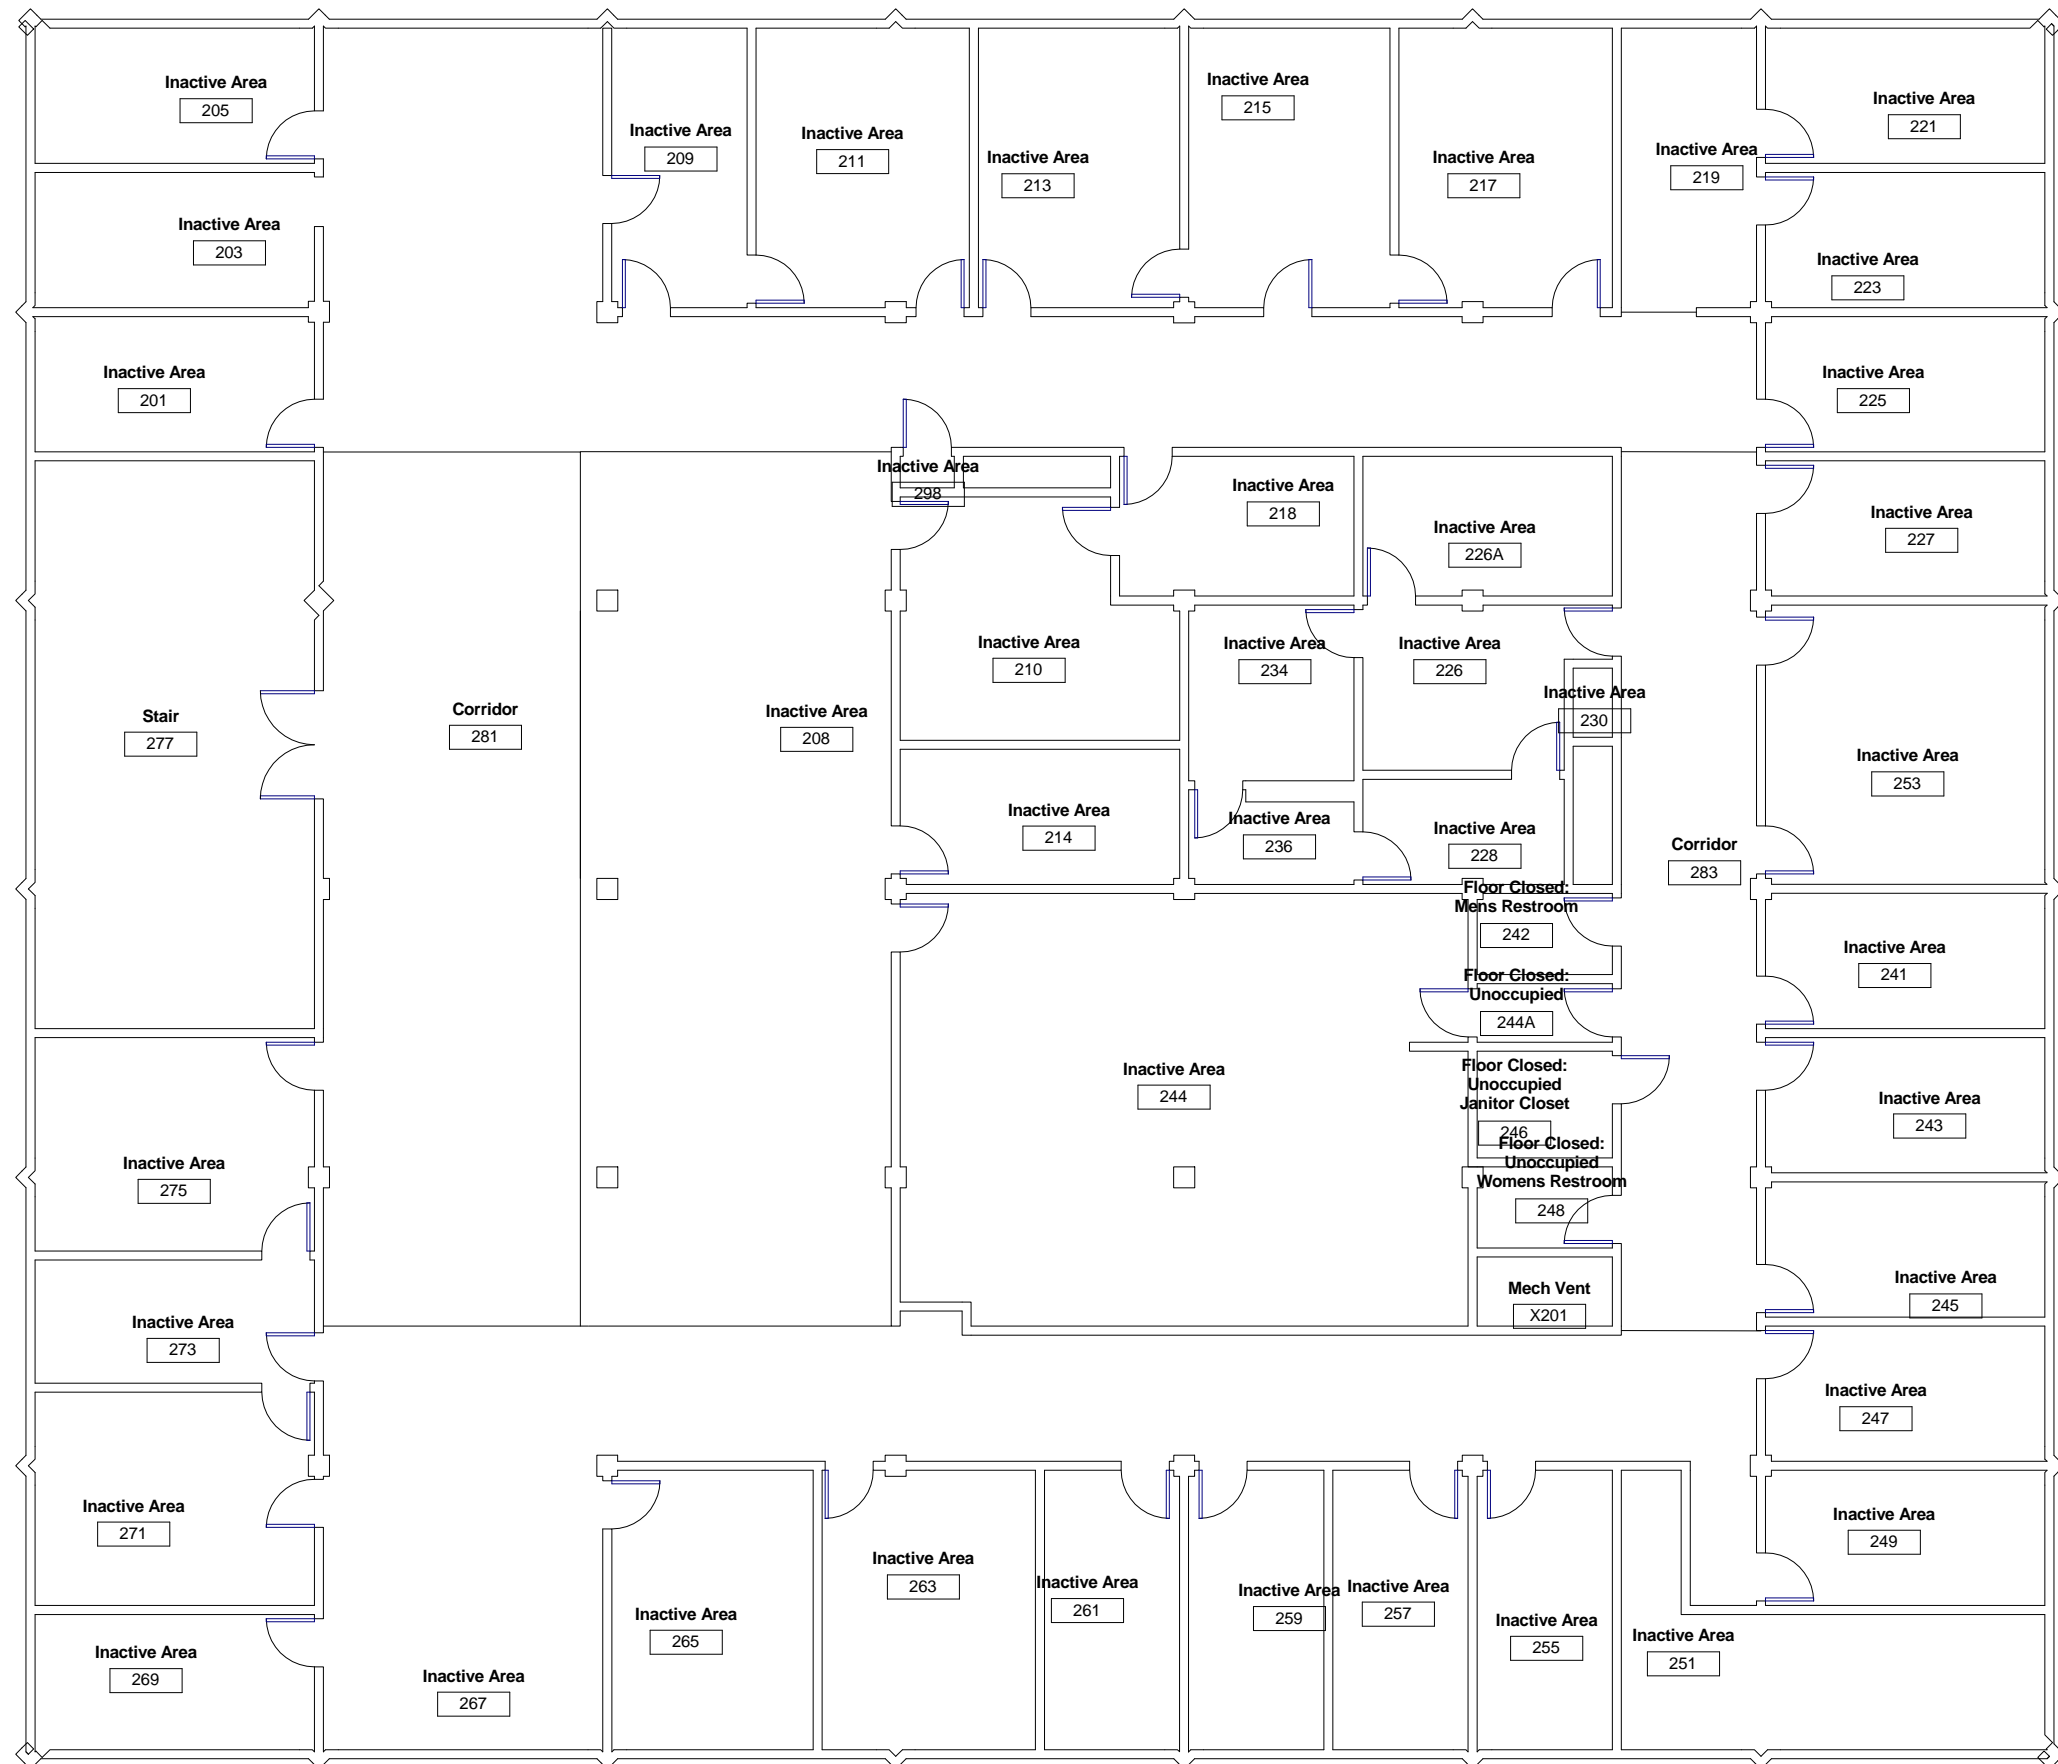 Inactive Area
205
Inactive Area
203
Inactive Area
201
Inactive Area
209
Inactive Area
211
Inactive Area
213
Inactive Area
215
Inactive Area
217
Inactive Area
219
Inactive Area
221
Inactive Area
223
Inactive Area
225
Inactive Area
298
Inactive Area
218
Inactive Area
226A
Inactive Area
227
Stair
277
Corridor
281
Inactive Area
208
Inactive Area
210
Inactive Area
234
Inactive Area
226
Inactive Area
230
Inactive Area
253
Inactive Area
214
Inactive Area
236
Inactive Area
228
Corridor
283
Floor Closed:
Mens Restroom
242
Floor Closed:
Unoccupied
244A
Inactive Area
241
Inactive Area
244
Floor Closed:
Unoccupied
Janitor Closet
246
Floor Closed:
Unoccupied
Womens Restroom
248
Inactive Area
243
Inactive Area
275
Mech Vent
X201
Inactive Area
245
Inactive Area
273
Inactive Area
247
Inactive Area
271
Inactive Area
249
Inactive Area
269
Inactive Area
267
Inactive Area
265
Inactive Area
263
Inactive Area
261
Inactive Area
259
Inactive Area
257
Inactive Area
255
Inactive Area
251